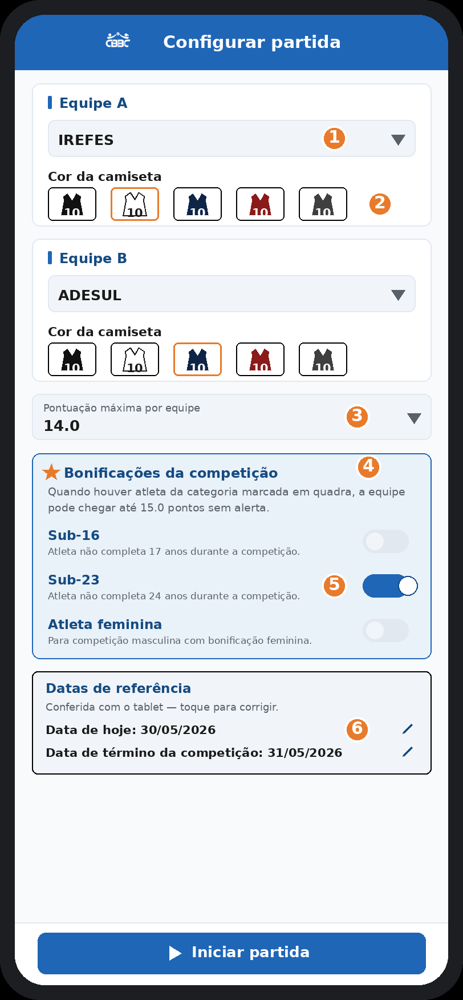 CBBC
Configurar partida
Equipe A
IREFES
1
Cor da camiseta
10
10
10
10
10
2
Equipe B
ADESUL
Cor da camiseta
10
10
10
10
10
Pontuação máxima por equipe
14.0
3
4
Bonificações da competição
Quando houver atleta da categoria marcada em quadra, a equipe
pode chegar até 15.0 pontos sem alerta.
Sub-16
Atleta não completa 17 anos durante a competição.
Sub-23
Atleta não completa 24 anos durante a competição.
5
Atleta feminina
Para competição masculina com bonificação feminina.
Datas de referência
Conferida com o tablet — toque para corrigir.
Data de hoje: 30/05/2026
6
Data de término da competição: 31/05/2026
Iniciar partida